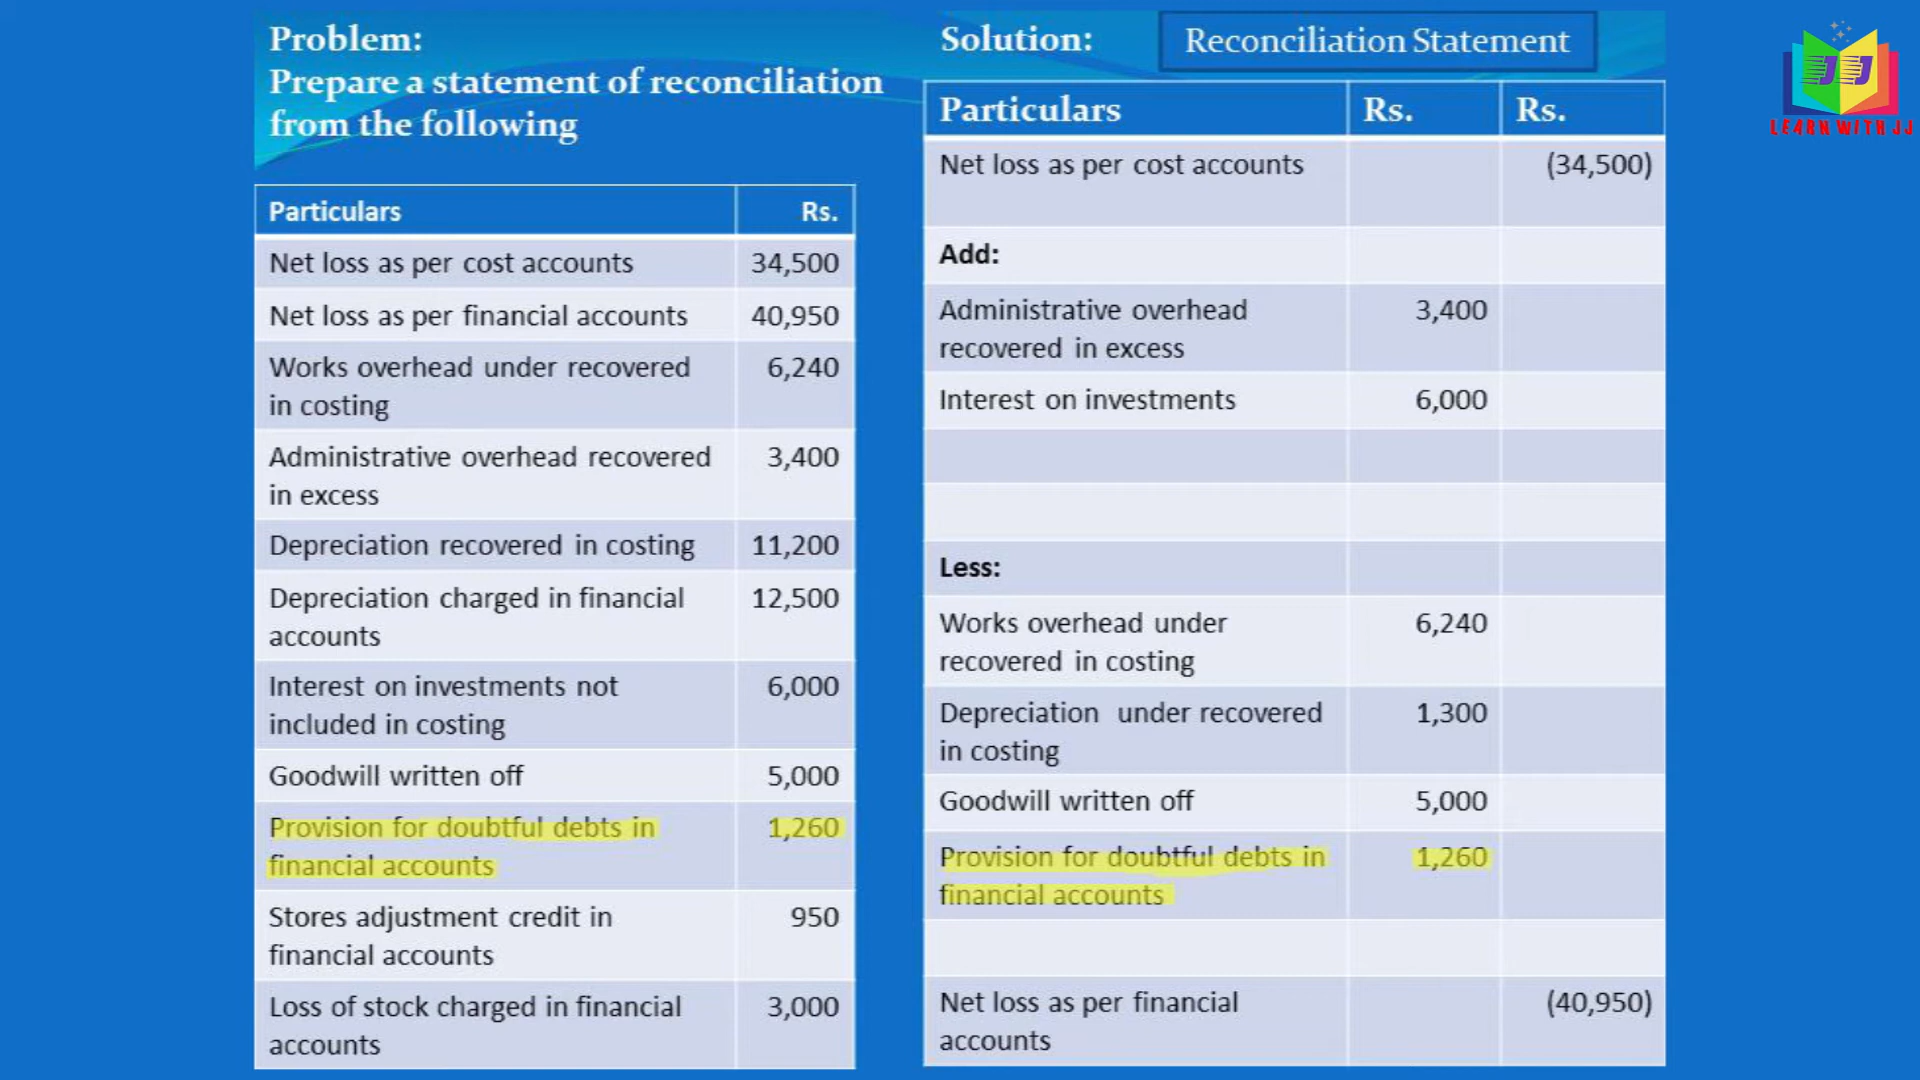 Problem:
Prepare a statement of reconciliation
from the following
Particulars Rs.
Net loss as per cost accounts 34,500
Net loss as per financial accounts 40,950
Works overhead under recovered 6,240
in costing
Administrative overhead recovered 3,400
in excess
Depreciation recovered in costing 11,200
Depreciation charged in financial 12,500
accounts
Interest on investments not 6,000
included in costing
Goodwill written off 5,000
Provision for doubtful debts in 1,260
financial accounts
Stores adjustment credit in 950
financial accounts
Loss of stock charged in financial 3,000
accounts
Solution: Reconciliation Statement
Particulars Rs. Rs.
Net loss as per cost accounts (34,500)
Add:
Administrative overhead 3,400
recovered in excess
Interest on investments 6,000
Less:
Works overhead under 6,240
recovered in costing
Depreciation under recovered 1,300
in costing
Goodwill written off 5,000
Provision for doubtful debts in 1,260
financial accounts
Net loss as per financial (40,950)
accounts
JJ
LEARN WITH JJ